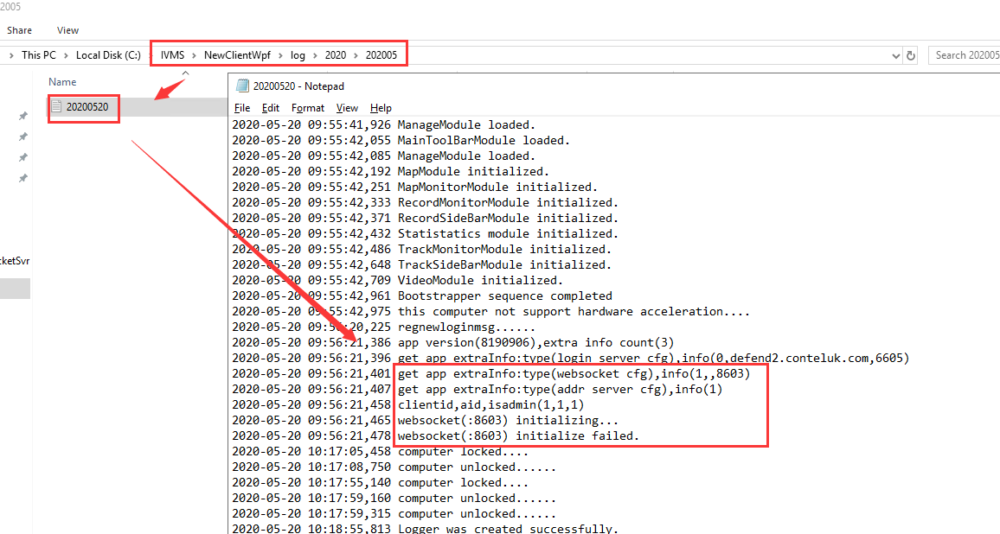 2005
Share View
This PC > Local Disk (C:) > IVMS > NewClientWpf > log > 2020 > 202005
Search 202005
Name
20200520
cketSvr
20200520 - Notepad
File Edit Format View Help
2020-05-20 09:55:41,926 ManageModule loaded.
2020-05-20 09:55:42,055 MainToolBarModule loaded.
2020-05-20 09:55:42,085 ManageModule loaded.
2020-05-20 09:55:42,192 MapModule initialized.
2020-05-20 09:55:42,251 MapMonitorModule initialized.
2020-05-20 09:55:42,333 RecordMonitorModule initialized.
2020-05-20 09:55:42,371 RecordSideBarModule initialized.
2020-05-20 09:55:42,432 Statistatics module initialized.
2020-05-20 09:55:42,486 TrackMonitorModule initialized.
2020-05-20 09:55:42,648 TrackSideBarModule initialized.
2020-05-20 09:55:42,709 VideoModule initialized.
2020-05-20 09:55:42,961 Bootstrapper sequence completed
2020-05-20 09:55:42,975 this computer not support hardware acceleration....
2020-05-20 09:56:20,225 regnewloginmsg......
2020-05-20 09:56:21,386 app version(8190906),extra info count(3)
2020-05-20 09:56:21,396 get app extraInfo:type(login server cfg),info(0,defend2.conteluk.com,6605)
2020-05-20 09:56:21,401 get app extraInfo:type(websocket cfg),info(1,,8603)
2020-05-20 09:56:21,407 get app extraInfo:type(addr server cfg),info(1)
2020-05-20 09:56:21,458 clientid,aid,isadmin(1,1,1)
2020-05-20 09:56:21,465 websocket(:8603) initializing...
2020-05-20 09:56:21,478 websocket(:8603) initialize failed.
2020-05-20 10:17:05,458 computer locked....
2020-05-20 10:17:08,750 computer unlocked......
2020-05-20 10:17:55,140 computer locked....
2020-05-20 10:17:59,160 computer unlocked......
2020-05-20 10:17:59,315 computer unlocked......
2020-05-20 10:18:55,813 Logger was created successfully.